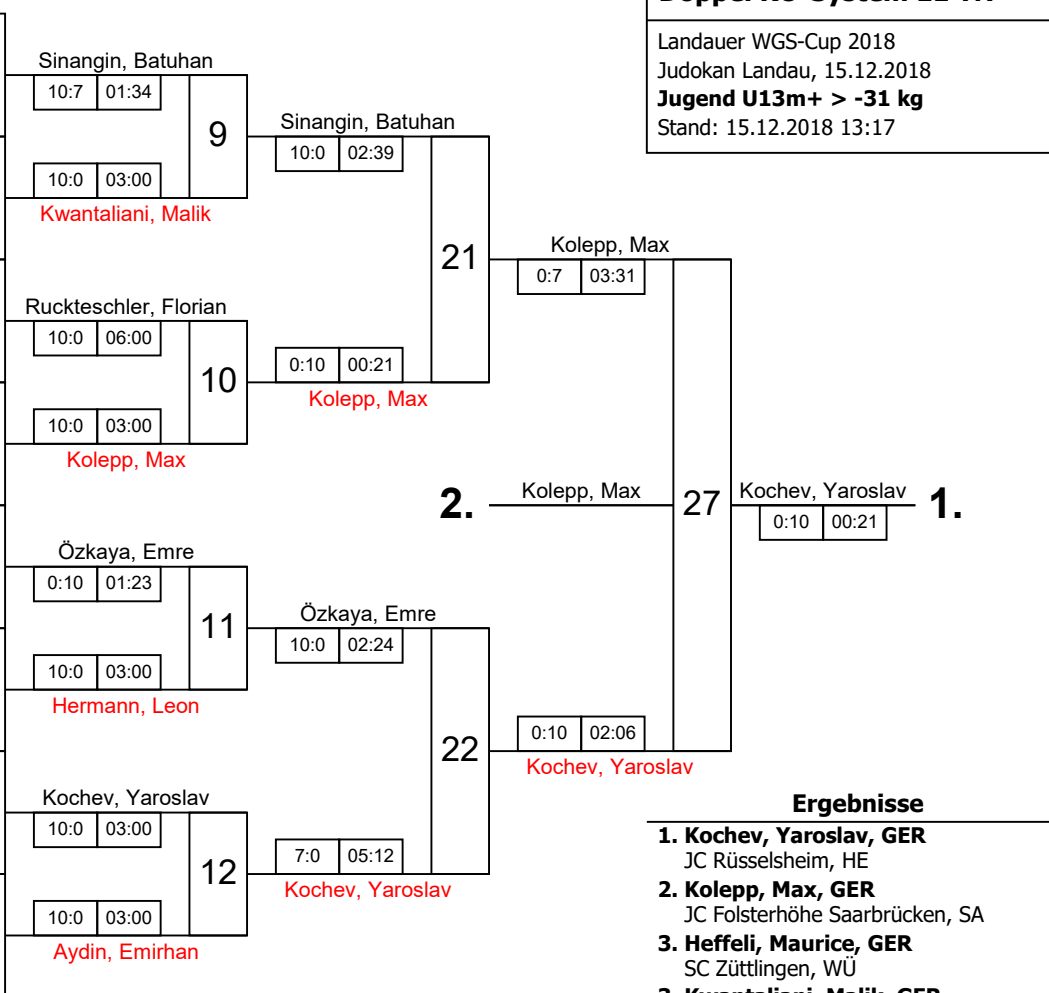 Landauer WGS-Cup 2018
Judokan Landau, 15.12.2018
Jugend U13m+ > -31 kg
Stand: 15.12.2018 13:17
Sinangin, Batuhan
10:7 01:34
9
10:0 03:00
Kwantaliani, Malik
Sinangin, Batuhan
10:0 02:39
21
Ruckteschler, Florian
10:0 06:00
10
10:0 03:00
Kolepp, Max
0:10 00:21
Kolepp, Max
Kolepp, Max
0:7 03:31
2. Kolepp, Max
27
Kochev, Yaroslav 1.
0:10 00:21
Özkaya, Emre
0:10 01:23
11
10:0 03:00
Hermann, Leon
Özkaya, Emre
10:0 02:24
22
Kochev, Yaroslav
10:0 03:00
12
10:0 03:00
Aydin, Emirhan
7:0 05:12
Kochev, Yaroslav
0:10 02:06
Kochev, Yaroslav
Ergebnisse
1. Kochev, Yaroslav, GER
JC Rüsselsheim, HE
2. Kolepp, Max, GER
JC Folsterhöhe Saarbrücken, SA
3. Heffeli, Maurice, GER
SC Züttlingen, WÜ
3. Kwantaliani, Malik, GER